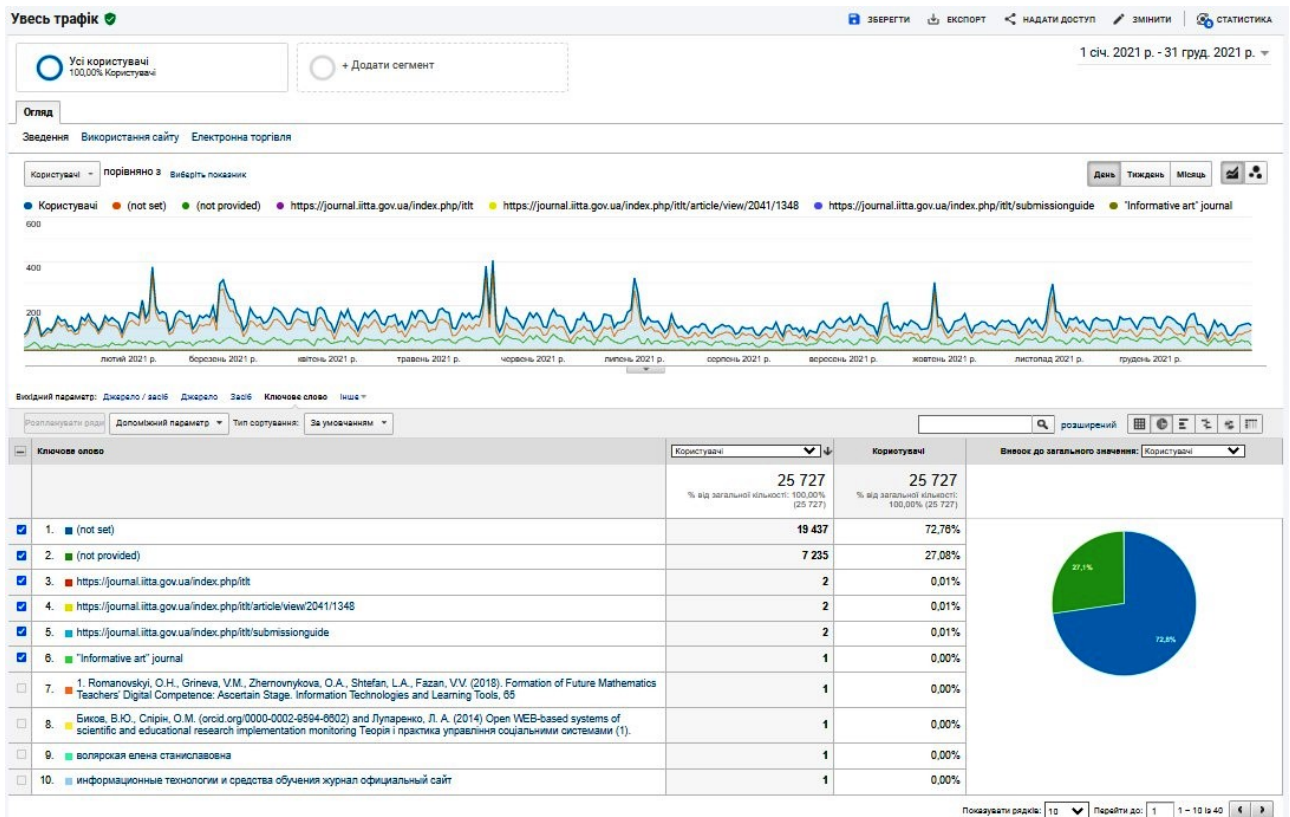 Увесь трафік
ЗБЕРЕГТИ ЕКСПОРТ НАДАТИ ДОСТУП ЗМІНИТИ СТАТИСТИКА
Усі користувачі
100,00% Користувачі
+ Додати сегмент
1 січ. 2021 р. - 31 груд. 2021 р.
Огляд
Зведення Використання сайту Електронна торгівля
Користувачі порівняно з Виберіть показник
День Тиждень Місяць
Користувачі (not set) (not provided) https://journal.iitta.gov.ua/index.php/itlt https://journal.iitta.gov.ua/index.php/itlt/article/view/2041/1348 https://journal.iitta.gov.ua/index.php/itlt/submissionguide "Informative art" journal
600
400
200
лютий 2021 р. березень 2021 р. квітень 2021 р. травень 2021 р. червень 2021 р. липень 2021 р. серпень 2021 р. вересень 2021 р. жовтень 2021 р. листопад 2021 р. грудень 2021 р.
Вихідний параметр: Джерело / засіб Джерело Засіб Ключове слово Інше
Розпланувати ряди Допоміжний параметр Тип сортування: За умовчанням
розширений
Ключове слово Користувачі Користувачі Внесок до загального значення: Користувачі
25 727 25 727
% від загальної кількості: 100,00% % від загальної кількості:
(25 727) 100,00% (25 727)
1. (not set) 19 437 72,76%
2. (not provided) 7 235 27,08%
3. https://journal.iitta.gov.ua/index.php/itlt 2 0,01%
4. https://journal.iitta.gov.ua/index.php/itlt/article/view/2041/1348 2 0,01%
5. https://journal.iitta.gov.ua/index.php/itlt/submissionguide 2 0,01%
6. "Informative art" journal 1 0,00%
27,1%
72,8%
7. 1. Romanovskyi, O.H., Grineva, V.M., Zhernovnykova, O.A., Shtefan, L.A., Fazan, V.V. (2018). Formation of Future Mathematics
Teachers' Digital Competence: Ascertain Stage. Information Technologies and Learning Tools, 65 1 0,00%
8. Биков, В.Ю., Спірін, О.М. (orcid.org/0000-0002-9594-6602) and Лупаренко, Л. А. (2014) Open WEB-based systems of
scientific and educational research implementation monitoring Теорія і практика управління соціальними системами (1). 1 0,00%
9. волярская елена станиславовна 1 0,00%
10. информационные технологии и средства обучения журнал официальный сайт 1 0,00%
Показувати рядків: 10 Перейти до: 1 1 – 10 із 40